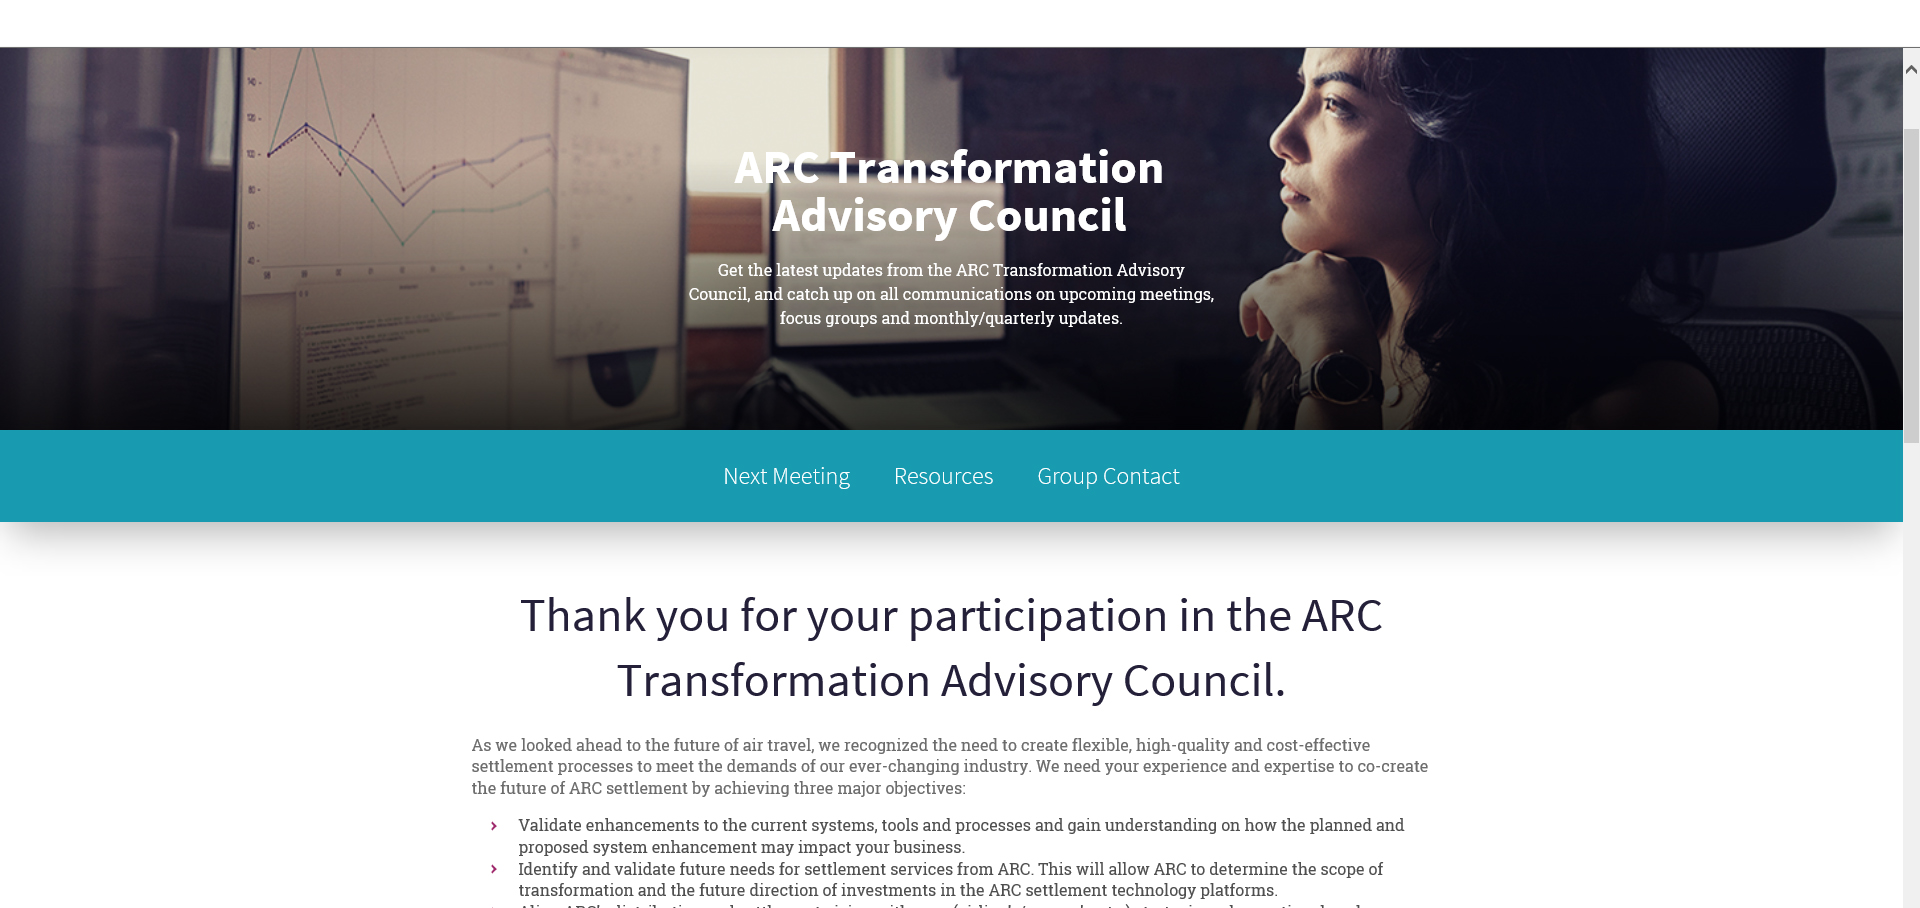 ARC Transformation
Advisory Council
Get the latest updates from the ARC Transformation Advisory
Council, and catch up on all communications on upcoming meetings,
focus groups and monthly/quarterly updates.
Next Meeting Resources Group Contact
Thank you for your participation in the ARC
Transformation Advisory Council.
As we looked ahead to the future of air travel, we recognized the need to create flexible, high-quality and cost-effective
settlement processes to meet the demands of our ever-changing industry. We need your experience and expertise to co-create
the future of ARC settlement by achieving three major objectives:
Validate enhancements to the current systems, tools and processes and gain understanding on how the planned and
proposed system enhancement may impact your business.
Identify and validate future needs for settlement services from ARC. This will allow ARC to determine the scope of
transformation and the future direction of investments in the ARC settlement technology platforms.